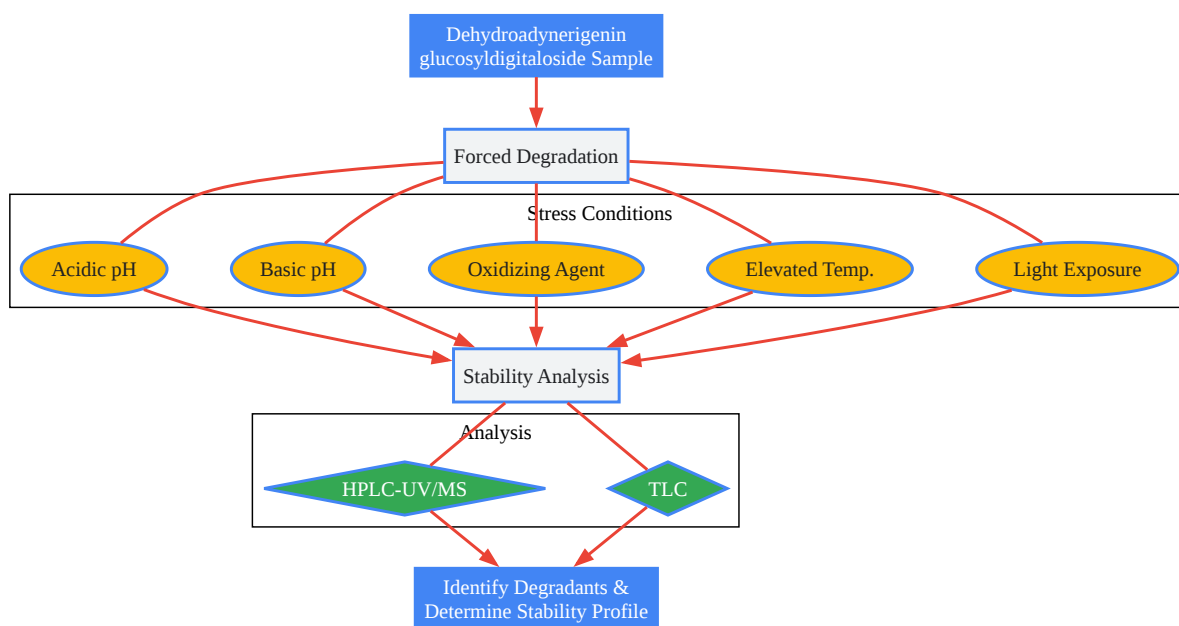 Dehydroadynerigenin
glucosyldigitaloside Sample
Forced Degradation
Stress Conditions
Acidic pH
Basic pH
Oxidizing Agent
Elevated Temp.
Light Exposure
Stability Analysis
Analysis
HPLC-UV/MS
TLC
Identify Degradants &
Determine Stability Profile